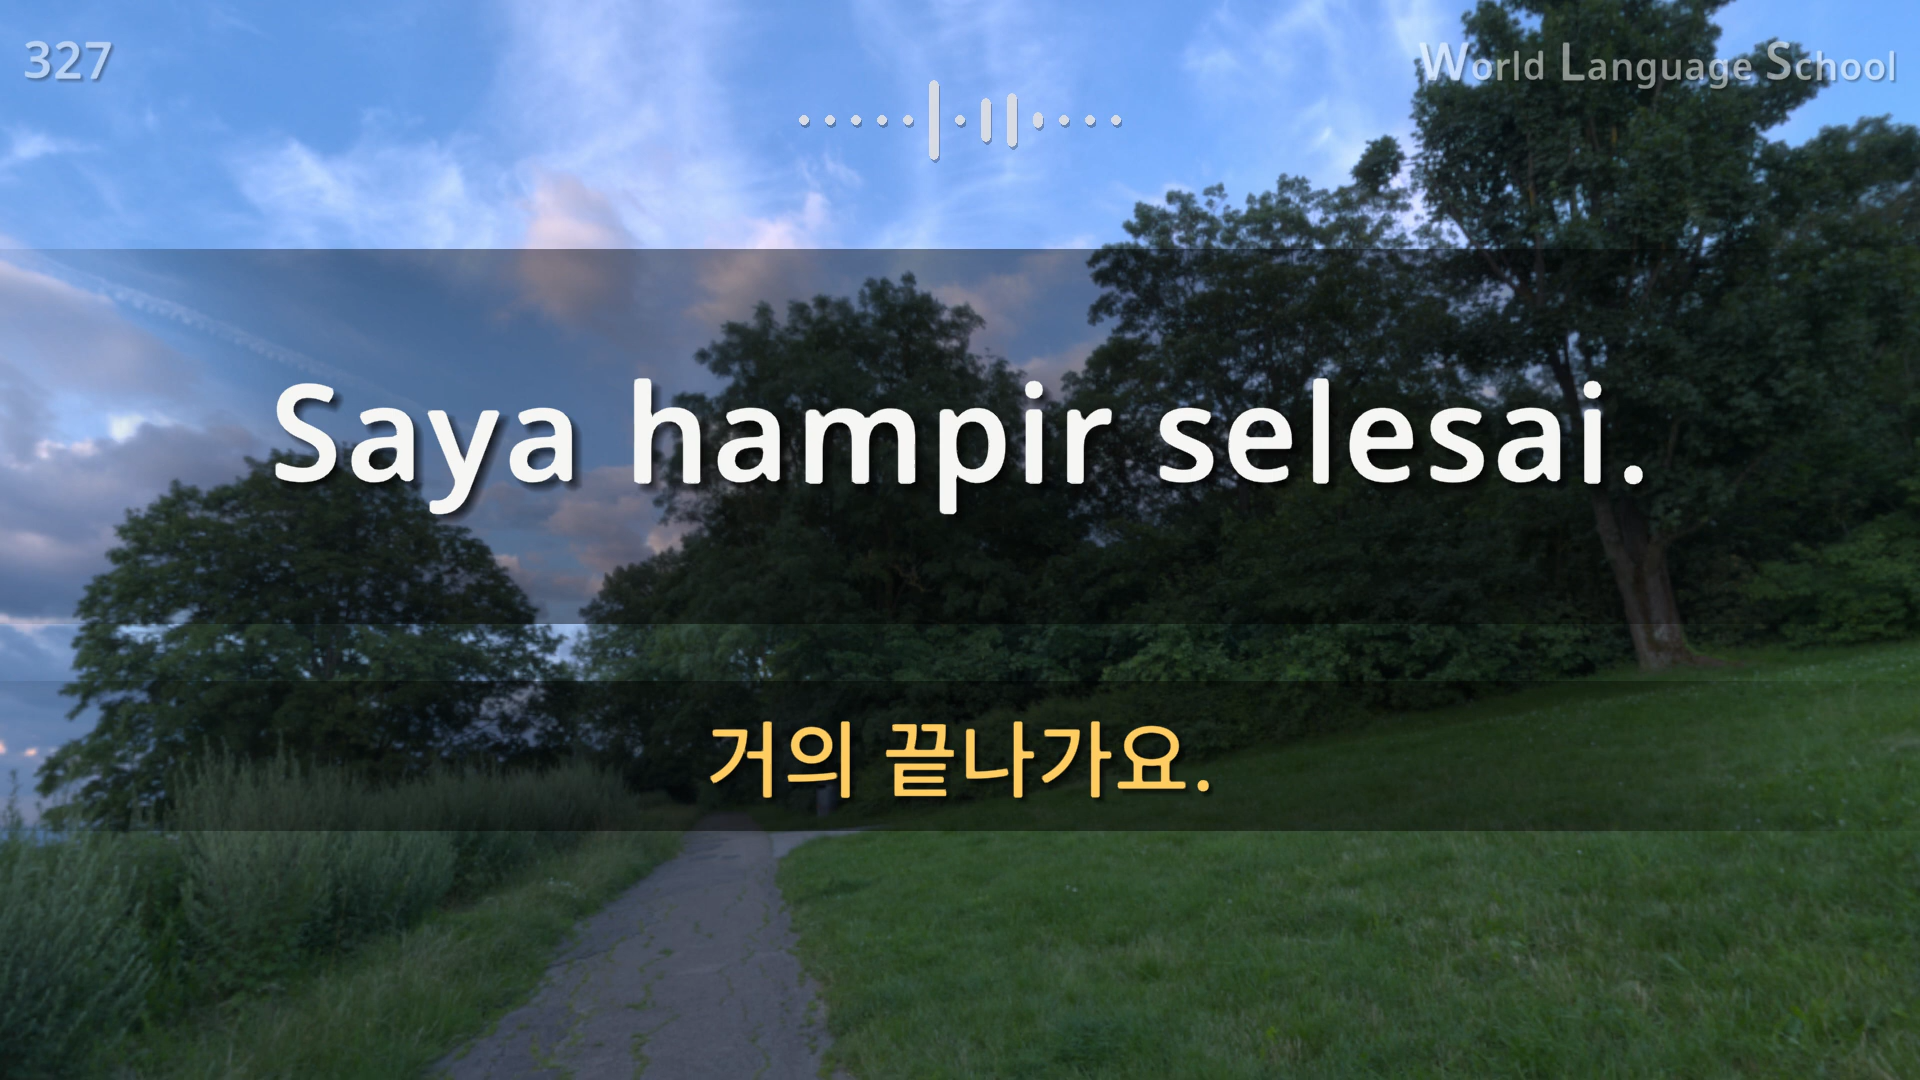 327
World Language School
Saya hampir selesai.
거의 끝나가요.